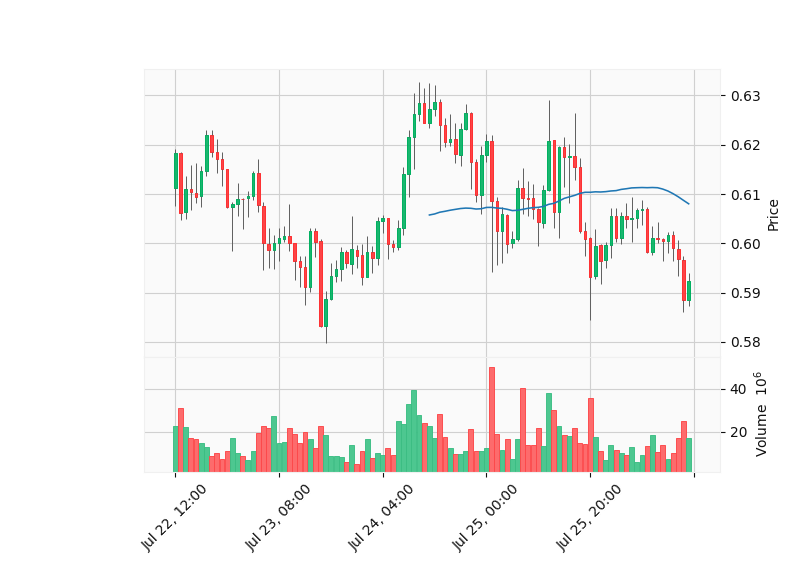 0.63
0.62
0.61
0.60
0.59
0.58
Price
40
20
Volume 10⁶
Jul 22, 12:00
Jul 23, 08:00
Jul 24, 04:00
Jul 25, 00:00
Jul 25, 20:00